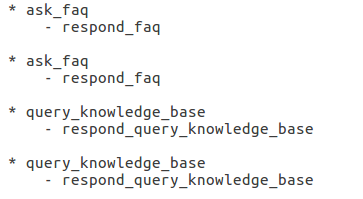 * ask_faq
    - respond_faq

* ask_faq
    - respond_faq

* query_knowledge_base
    - respond_query_knowledge_base

* query_knowledge_base
    - respond_query_knowledge_base